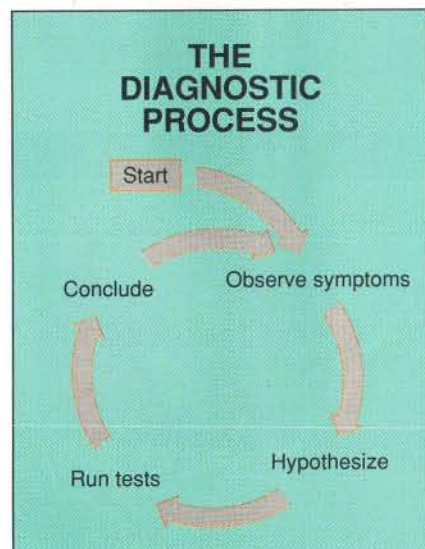 THE
DIAGNOSTIC
PROCESS
Start
Observe symptoms
Hypothesize
Run tests
Conclude